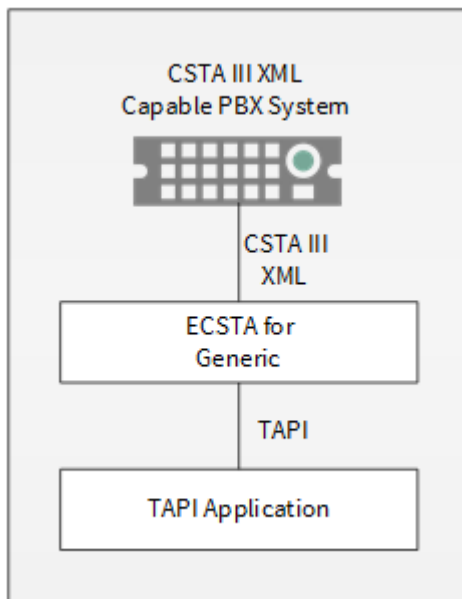 CSTA III XML
Capable PBX System
CSTA III
XML
ECSTA for
Generic
TAPI
TAPI Application